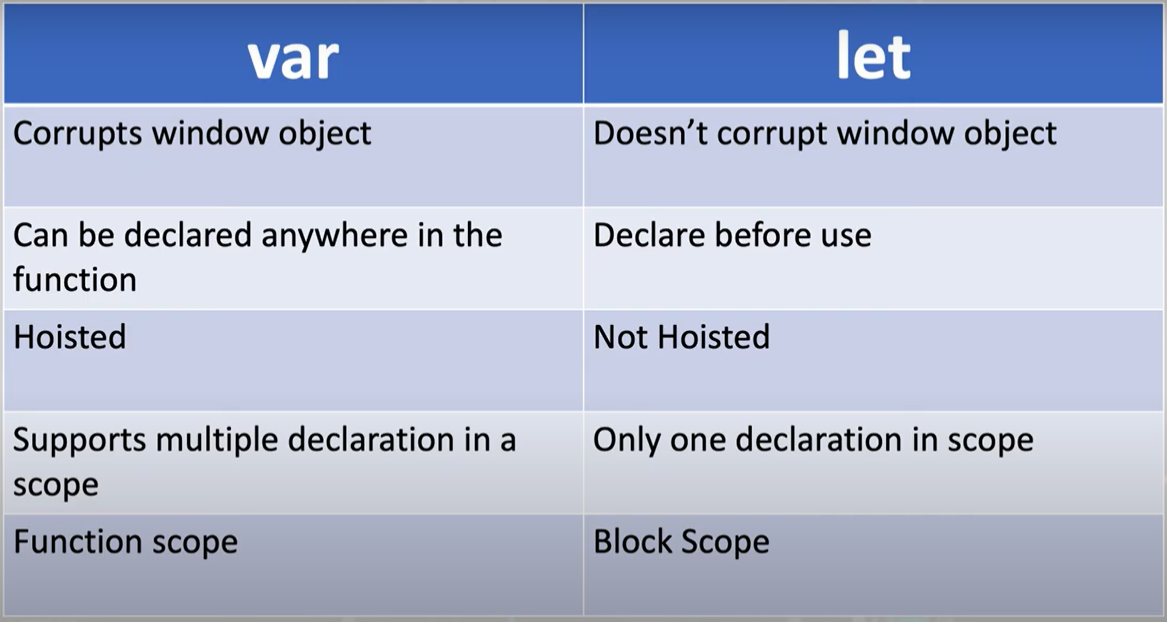 var
let
Corrupts window object
Doesn’t corrupt window object
Can be declared anywhere in the
function
Declare before use
Hoisted
Not Hoisted
Supports multiple declaration in a
scope
Only one declaration in scope
Function scope
Block Scope